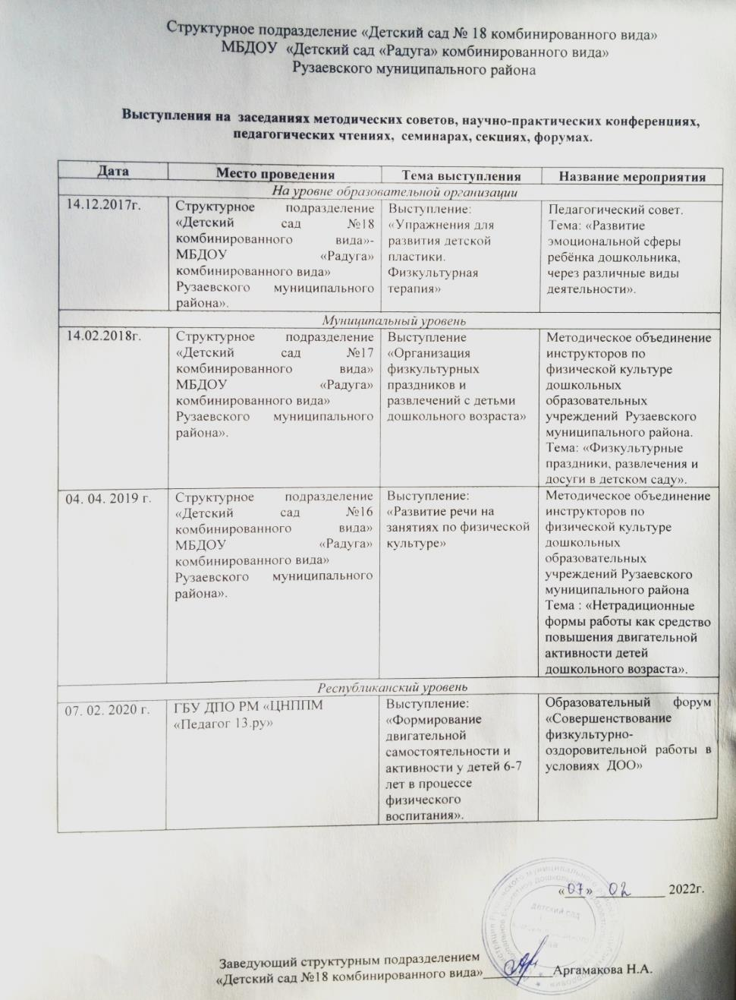 Структурное подразделение «Детский сад № 18 комбинированного вида»
МБДОУ «Детский сад «Радуга» комбинированного вида»
Рузаевского муниципального района
Выступления на заседаниях методических советов, научно-практических конференциях,
педагогических чтениях, семинарах, секциях, форумах.
Дата
Место проведения
Тема выступления
Название мероприятия
На уровне образовательной организации
14.12.2017г.
Структурное подразделение
«Детский сад №18
комбинированного вида»-
МБДОУ «Радуга»
комбинированного вида»
Рузаевского муниципального
района».
Выступление:
«Упражнения для
развития детской
пластики.
Физкультурная
терапия»
Педагогический совет.
Тема: «Развитие
эмоциональной сферы
ребёнка дошкольника,
через различные виды
деятельности».
Муниципальный уровень
14.02.2018г.
Структурное подразделение
«Детский сад №17
комбинированного вида»
МБДОУ «Радуга»
комбинированного вида»
Рузаевского муниципального
района».
Выступление
«Организация
физкультурных
праздников и
развлечений с детьми
дошкольного возраста»
Методическое объединение
инструкторов по
физической культуре
дошкольных
образовательных
учреждений Рузаевского
муниципального района.
Тема: «Физкультурные
праздники, развлечения и
досуги в детском саду».
04. 04. 2019 г.
Структурное подразделение
«Детский сад №16
комбинированного вида»
МБДОУ «Радуга»
комбинированного вида»
Рузаевского муниципального
района».
Выступление:
«Развитие речи на
занятиях по физической
культуре»
Методическое объединение
инструкторов по
физической культуре
дошкольных
образовательных
учреждений Рузаевского
муниципального района
Тема : «Нетрадиционные
формы работы как средство
повышения двигательной
активности детей
дошкольного возраста».
Республиканский уровень
07. 02. 2020 г.
ГБУ ДПО РМ «ЦНППМ
«Педагог 13.ру»
Выступление:
«Формирование
двигательной
самостоятельности и
активности у детей 6-7
лет в процессе
физического
воспитания».
Образовательный форум
«Совершенствование
физкультурно-
оздоровительной работы в
условиях ДОО»
«07» 02 2022г.
детский сад
Заведующий структурным подразделением
«Детский сад №18 комбинированного вида»__________Аргамакова Н.А.